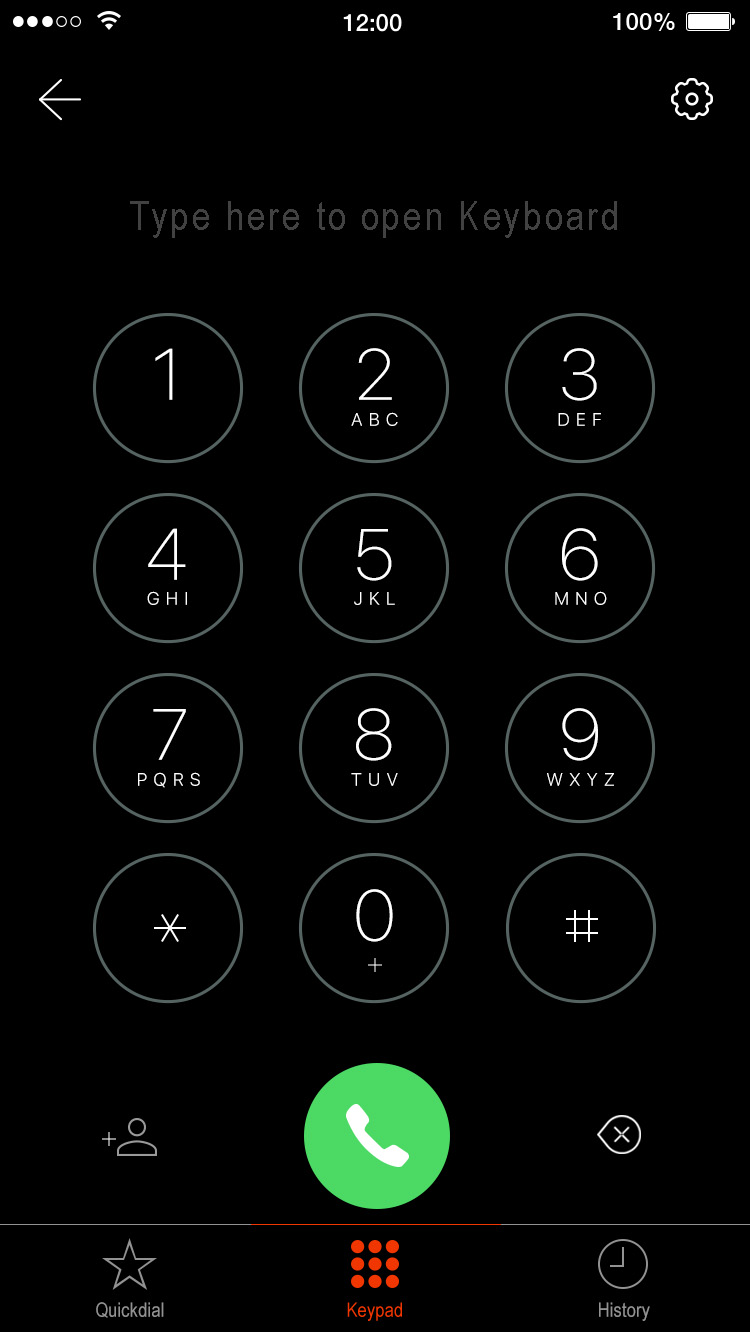 12:00 100%
Type here to open Keyboard
1 2 3
ABC DEF
4 5 6
GHI JKL MNO
7 8 9
PQRS TUV WXYZ
* 0 #
+
+
Quickdial Keypad History